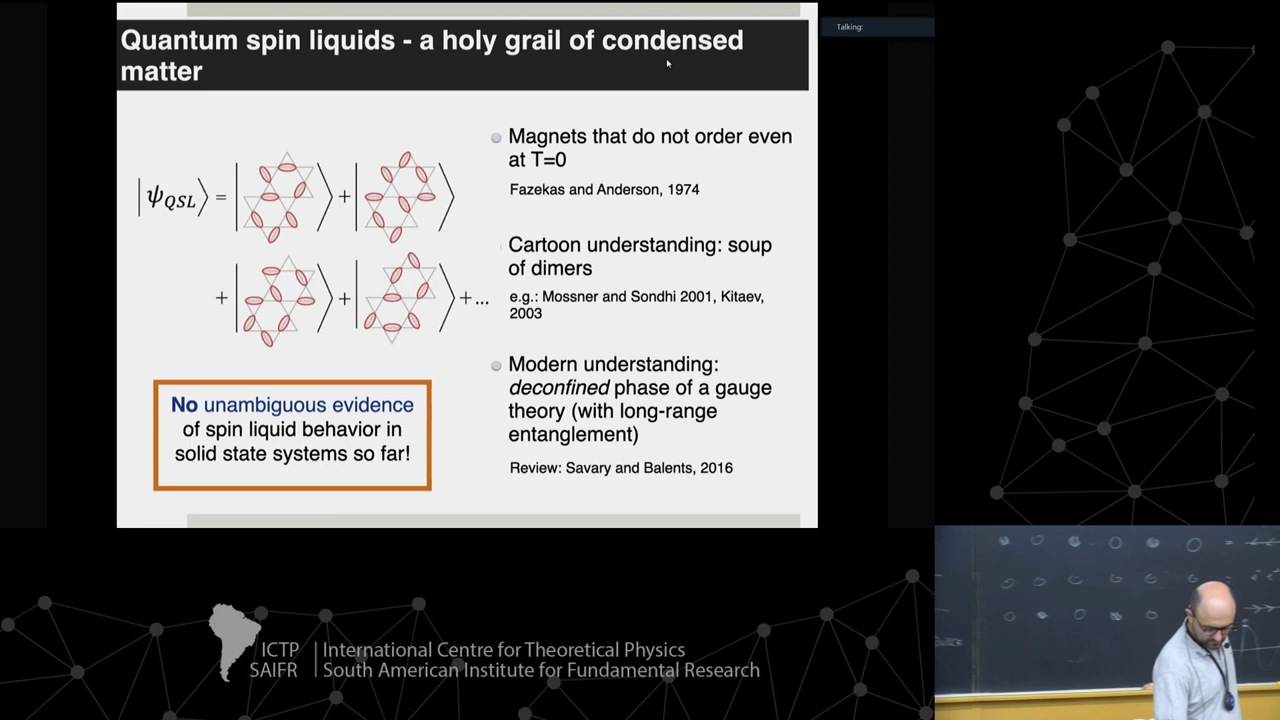 Quantum spin liquids - a holy grail of condensed
matter
Talking:
|ψQSL⟩ = | ⟩ + | ⟩
+ | ⟩ + | ⟩ + ...
Magnets that do not order even
at T=0
Fazekas and Anderson, 1974
Cartoon understanding: soup
of dimers
e.g.: Mossner and Sondhi 2001, Kitaev,
2003
Modern understanding:
deconfined phase of a gauge
theory (with long-range
entanglement)
Review: Savary and Balents, 2016
No unambiguous evidence
of spin liquid behavior in
solid state systems so far!
ICTP
SAIFR
International Centre for Theoretical Physics
South American Institute for Fundamental Research